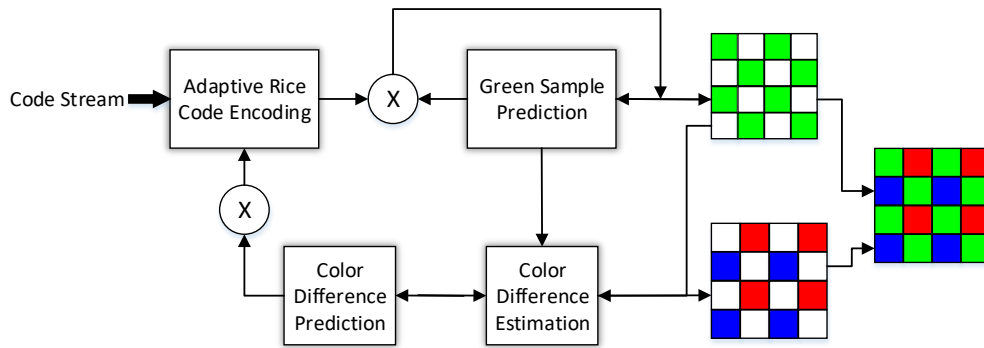 Code Stream
Adaptive Rice
Code Encoding
X
Green Sample
Prediction
X
Color
Difference
Prediction
Color
Difference
Estimation